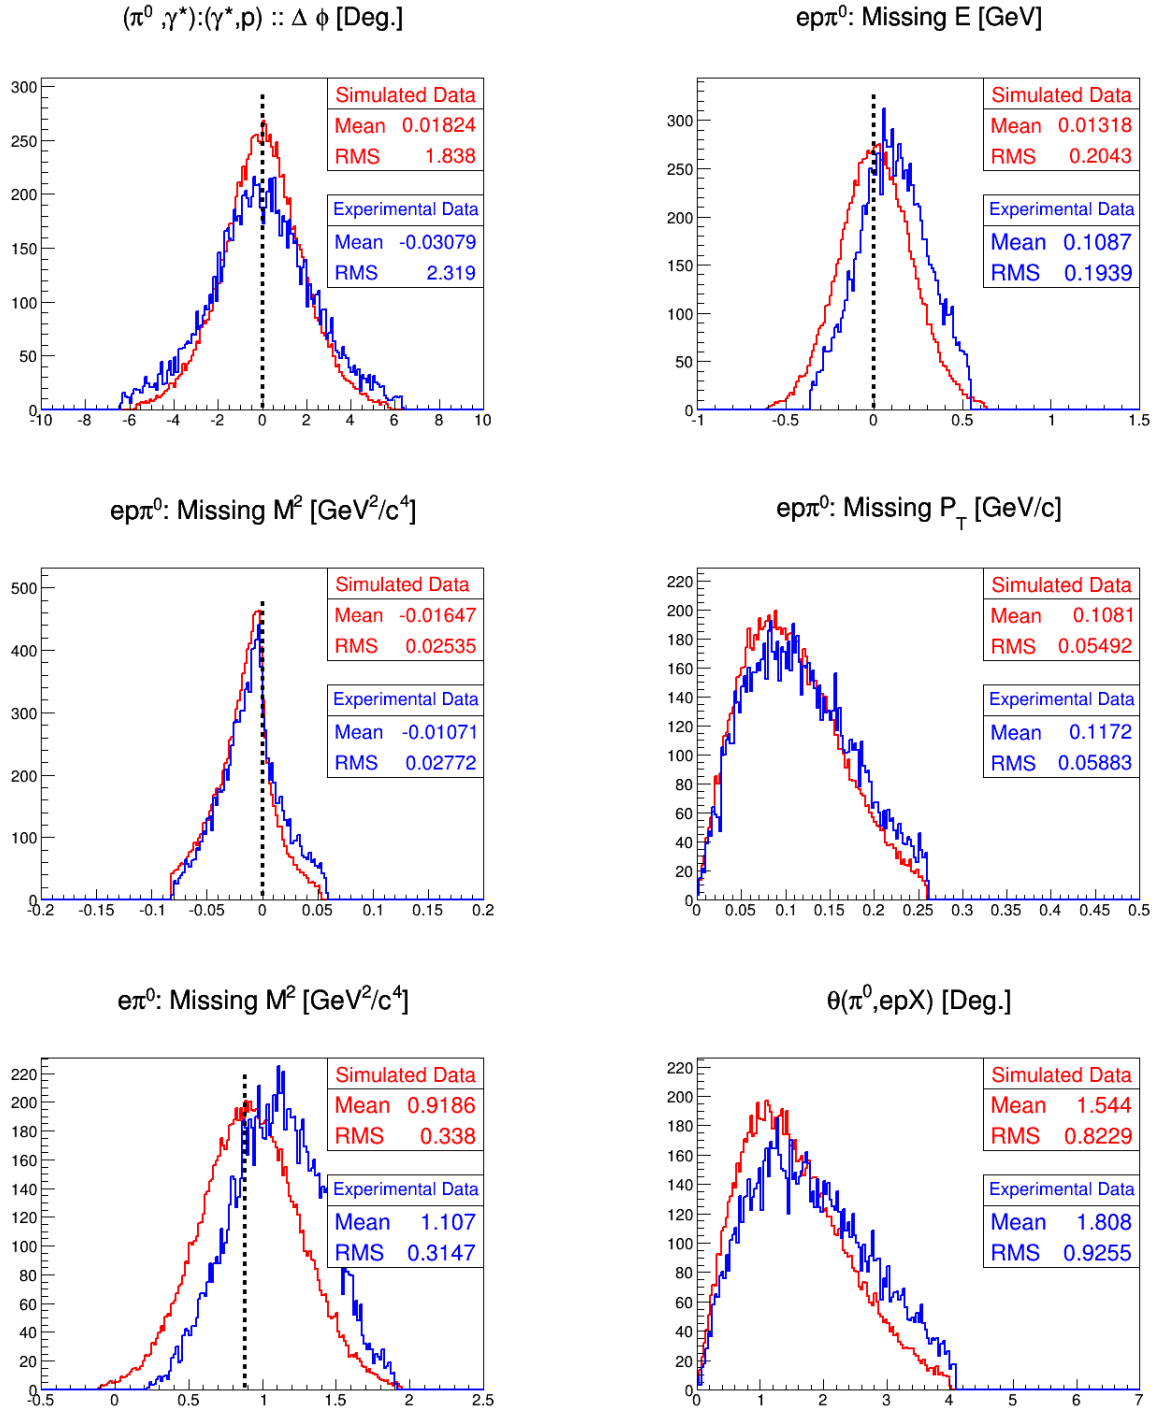 (π⁰ ,γ*):(γ*,p) :: Δ ϕ [Deg.]
300
250
200
150
100
50
0
-10 -8 -6 -4 -2 0 2 4 6 8 10
Simulated Data
Mean 0.01824
RMS 1.838
Experimental Data
Mean -0.03079
RMS 2.319
epπ⁰: Missing E [GeV]
300
250
200
150
100
50
0
-1 -0.5 0 0.5 1 1.5
Simulated Data
Mean 0.01318
RMS 0.2043
Experimental Data
Mean 0.1087
RMS 0.1939
epπ⁰: Missing M² [GeV²/c⁴]
500
400
300
200
100
0
-0.2 -0.15 -0.1 -0.05 0 0.05 0.1 0.15 0.2
Simulated Data
Mean -0.01647
RMS 0.02535
Experimental Data
Mean -0.01071
RMS 0.02772
epπ⁰: Missing P_T [GeV/c]
220
200
180
160
140
120
100
80
60
40
20
0
0 0.05 0.1 0.15 0.2 0.25 0.3 0.35 0.4 0.45 0.5
Simulated Data
Mean 0.1081
RMS 0.05492
Experimental Data
Mean 0.1172
RMS 0.05883
eπ⁰: Missing M² [GeV²/c⁴]
220
200
180
160
140
120
100
80
60
40
20
0
-0.5 0 0.5 1 1.5 2 2.5
Simulated Data
Mean 0.9186
RMS 0.338
Experimental Data
Mean 1.107
RMS 0.3147
θ(π⁰,epX) [Deg.]
220
200
180
160
140
120
100
80
60
40
20
0
0 1 2 3 4 5 6 7
Simulated Data
Mean 1.544
RMS 0.8229
Experimental Data
Mean 1.808
RMS 0.9255